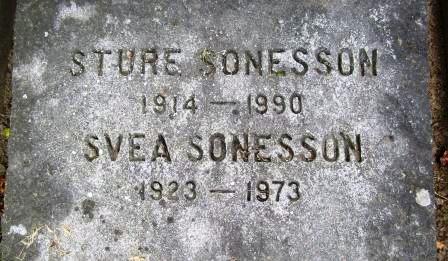 STURE SONESSON
1914 — 1990
SVEA SONESSON
1923 — 1973